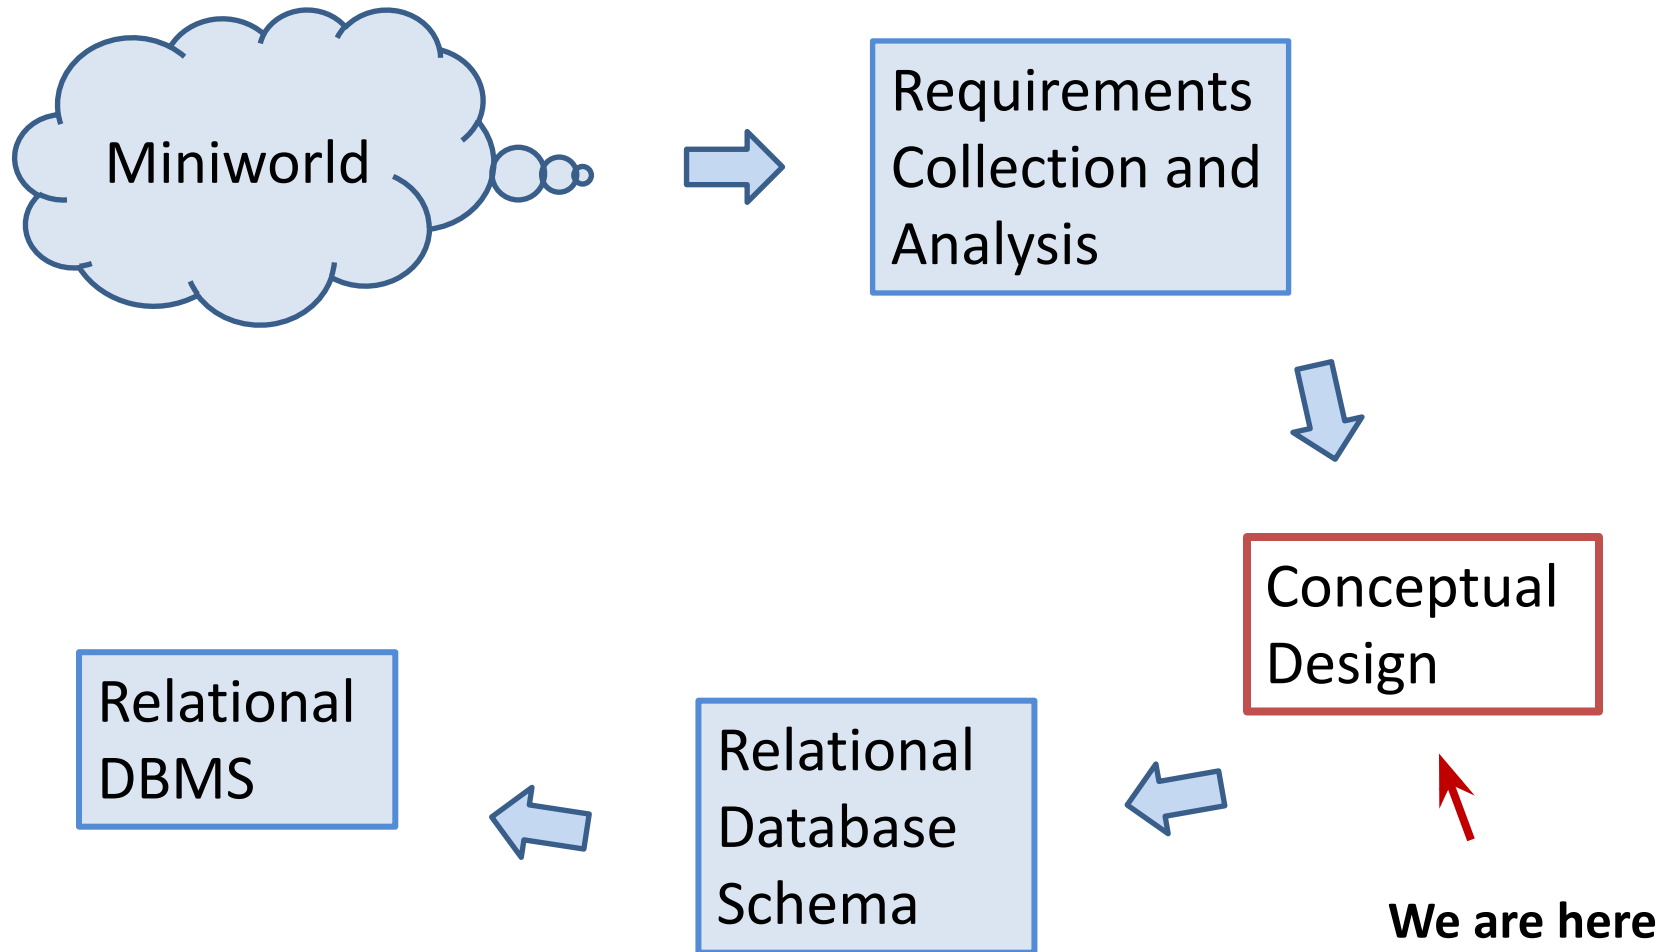 Miniworld
Requirements
Collection and
Analysis
Conceptual
Design
Relational
Database
Schema
Relational
DBMS
We are here